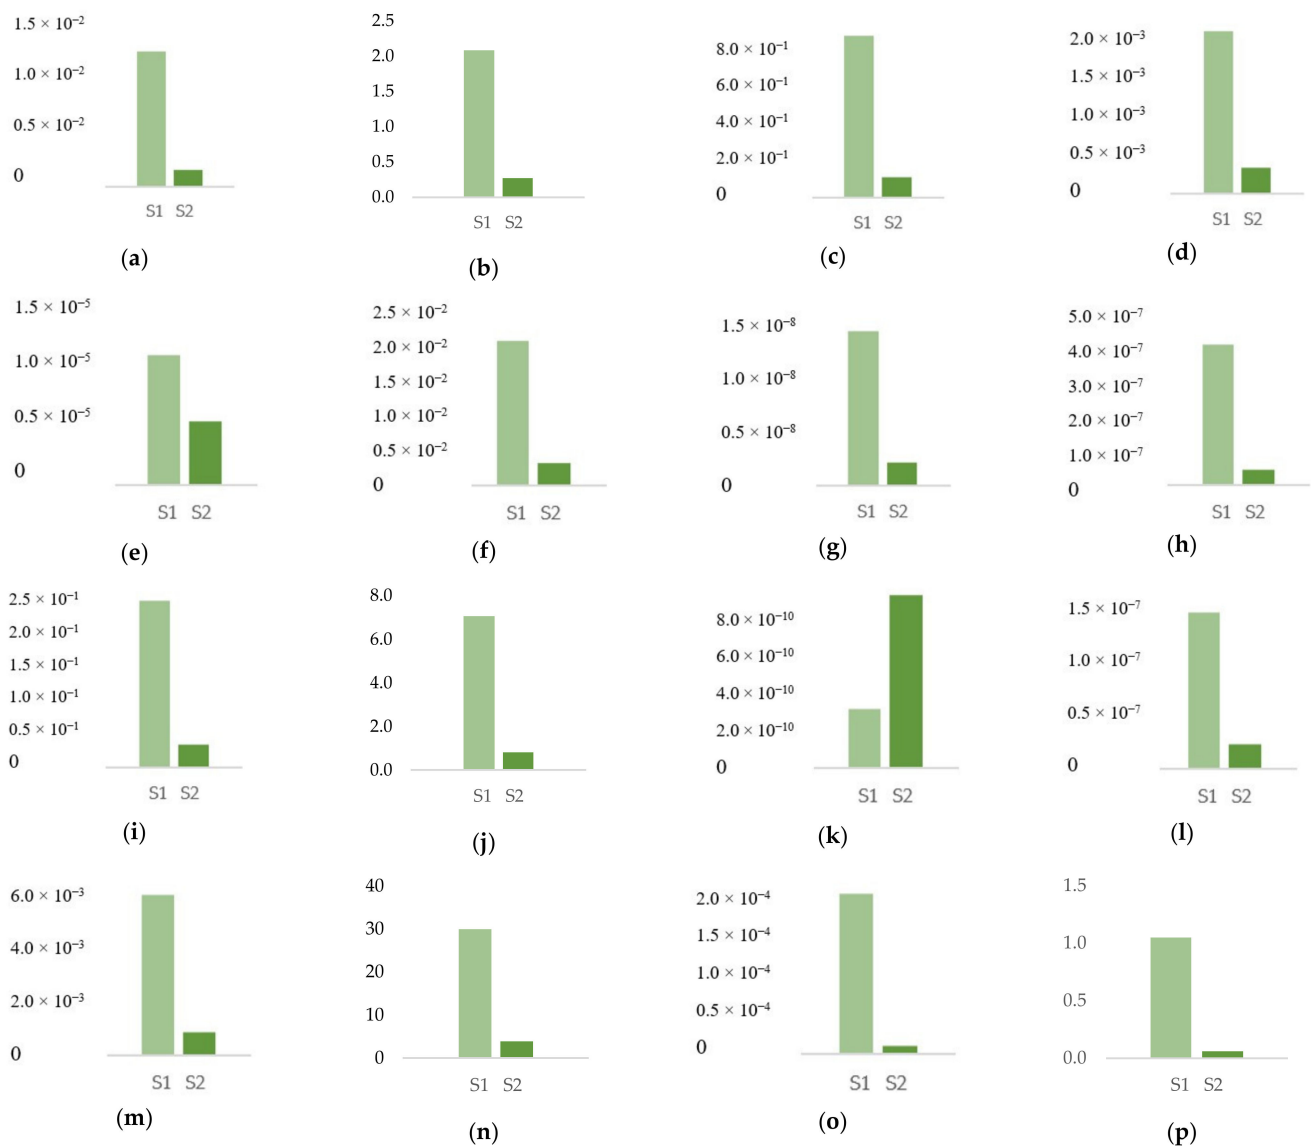 1.5 × 10⁻²
1.0 × 10⁻²
0.5 × 10⁻²
0
S1 S2
(a)
2.5
2.0
1.5
1.0
0.5
0.0
S1 S2
(b)
8.0 × 10⁻¹
6.0 × 10⁻¹
4.0 × 10⁻¹
2.0 × 10⁻¹
0
S1 S2
(c)
2.0 × 10⁻³
1.5 × 10⁻³
1.0 × 10⁻³
0.5 × 10⁻³
0
S1 S2
(d)
1.5 × 10⁻⁵
1.0 × 10⁻⁵
0.5 × 10⁻⁵
0
S1 S2
(e)
2.5 × 10⁻²
2.0 × 10⁻²
1.5 × 10⁻²
1.0 × 10⁻²
0.5 × 10⁻²
0
S1 S2
(f)
1.5 × 10⁻⁸
1.0 × 10⁻⁸
0.5 × 10⁻⁸
0
S1 S2
(g)
5.0 × 10⁻⁷
4.0 × 10⁻⁷
3.0 × 10⁻⁷
2.0 × 10⁻⁷
1.0 × 10⁻⁷
0
S1 S2
(h)
2.5 × 10⁻¹
2.0 × 10⁻¹
1.5 × 10⁻¹
1.0 × 10⁻¹
0.5 × 10⁻¹
0
S1 S2
(i)
8.0
6.0
4.0
2.0
0.0
S1 S2
(j)
8.0 × 10⁻¹⁰
6.0 × 10⁻¹⁰
4.0 × 10⁻¹⁰
2.0 × 10⁻¹⁰
0
S1 S2
(k)
1.5 × 10⁻⁷
1.0 × 10⁻⁷
0.5 × 10⁻⁷
0
S1 S2
(l)
6.0 × 10⁻³
4.0 × 10⁻³
2.0 × 10⁻³
0
S1 S2
(m)
40
30
20
10
0
S1 S2
(n)
2.0 × 10⁻⁴
1.5 × 10⁻⁴
1.0 × 10⁻⁴
0.5 × 10⁻⁴
0
S1 S2
(o)
1.5
1.0
0.5
0.0
S1 S2
(p)